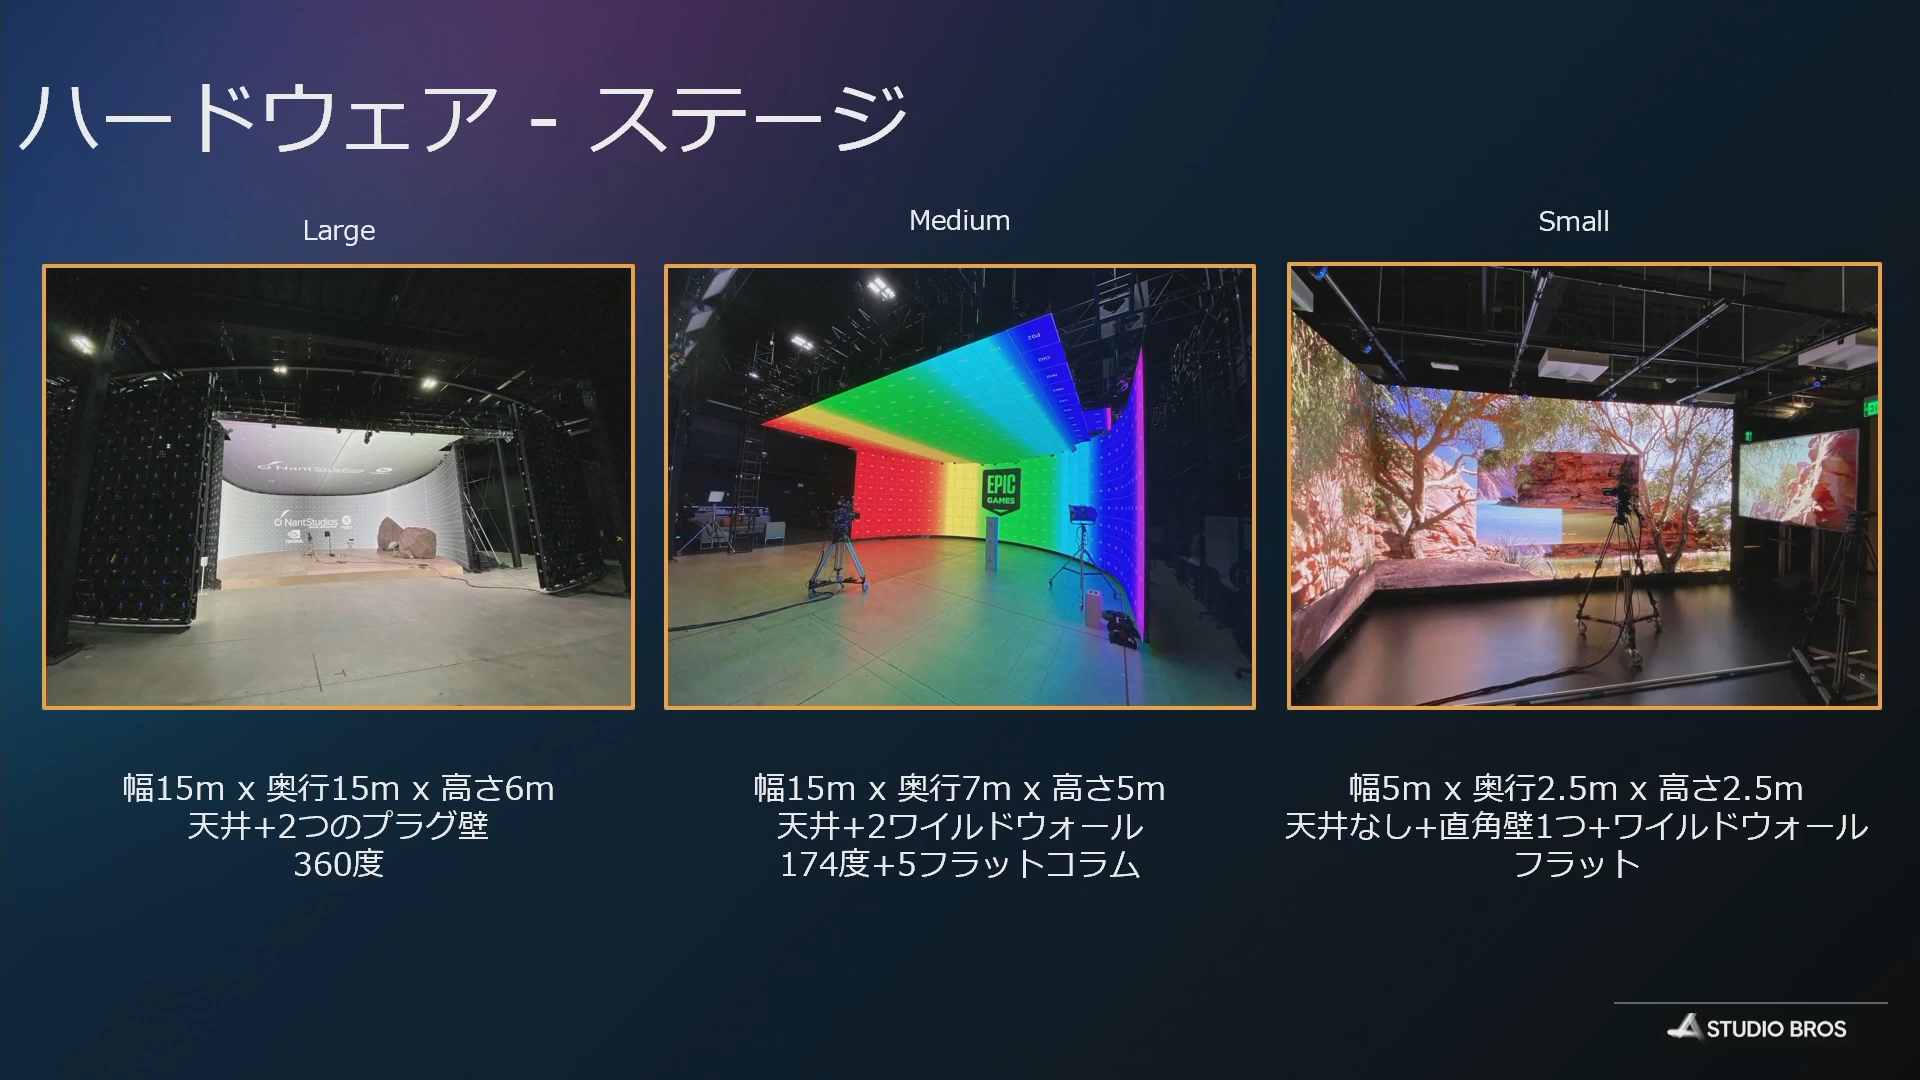 ハードウェア - ステージ
Large
Medium
Small
NantStudios
NantStudios
EPIC
GAMES
幅15m x 奥行15m x 高さ6m
天井+2つのプラグ壁
360度
幅15m x 奥行7m x 高さ5m
天井+2ワイルドウォール
174度+5フラットコラム
幅5m x 奥行2.5m x 高さ2.5m
天井なし+直角壁1つ+ワイルドウォール
フラット
STUDIO BROS